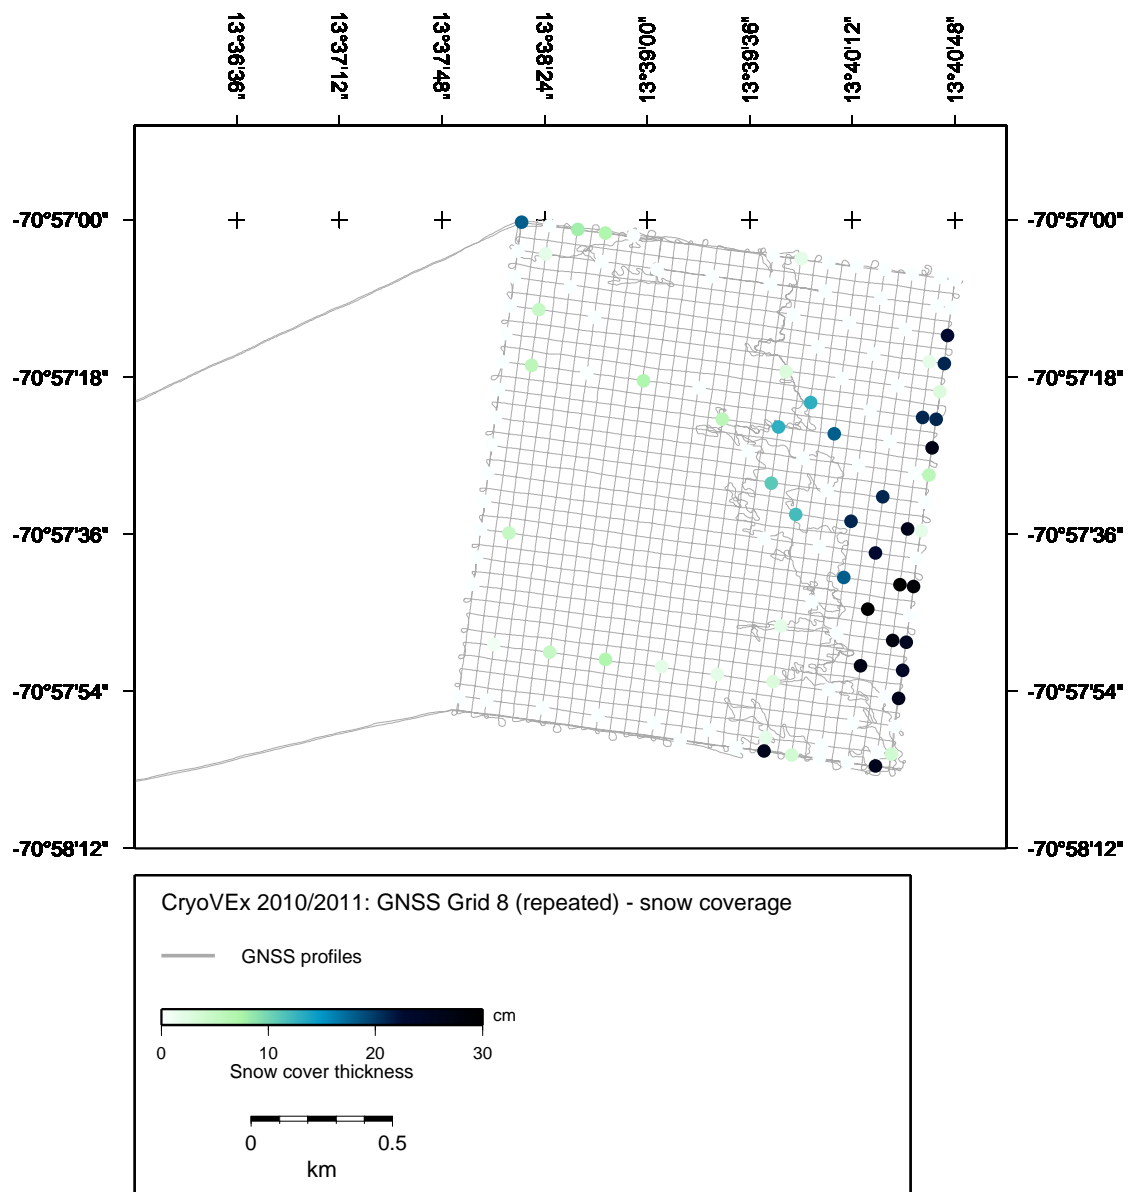 13°36'36" 13°37'12" 13°37'48" 13°38'24" 13°39'00" 13°39'36" 13°40'12" 13°40'48"
-70°57'00" -70°57'00"
-70°57'18" -70°57'18"
-70°57'36" -70°57'36"
-70°57'54" -70°57'54"
-70°58'12" -70°58'12"
CryoVEx 2010/2011: GNSS Grid 8 (repeated) - snow coverage
GNSS profiles
cm
0 10 20 30
Snow cover thickness
0 0.5
km